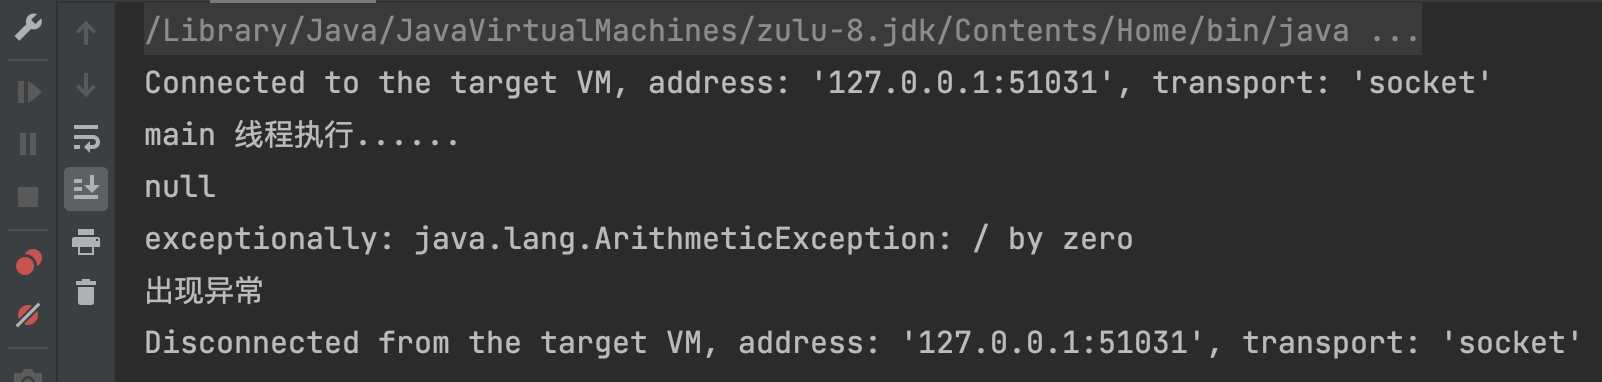 /Library/Java/JavaVirtualMachines/zulu-8.jdk/Contents/Home/bin/java ...
Connected to the target VM, address: '127.0.0.1:51031', transport: 'socket'
main 线程执行......
null
exceptionally: java.lang.ArithmeticException: / by zero
出现异常
Disconnected from the target VM, address: '127.0.0.1:51031', transport: 'socket'